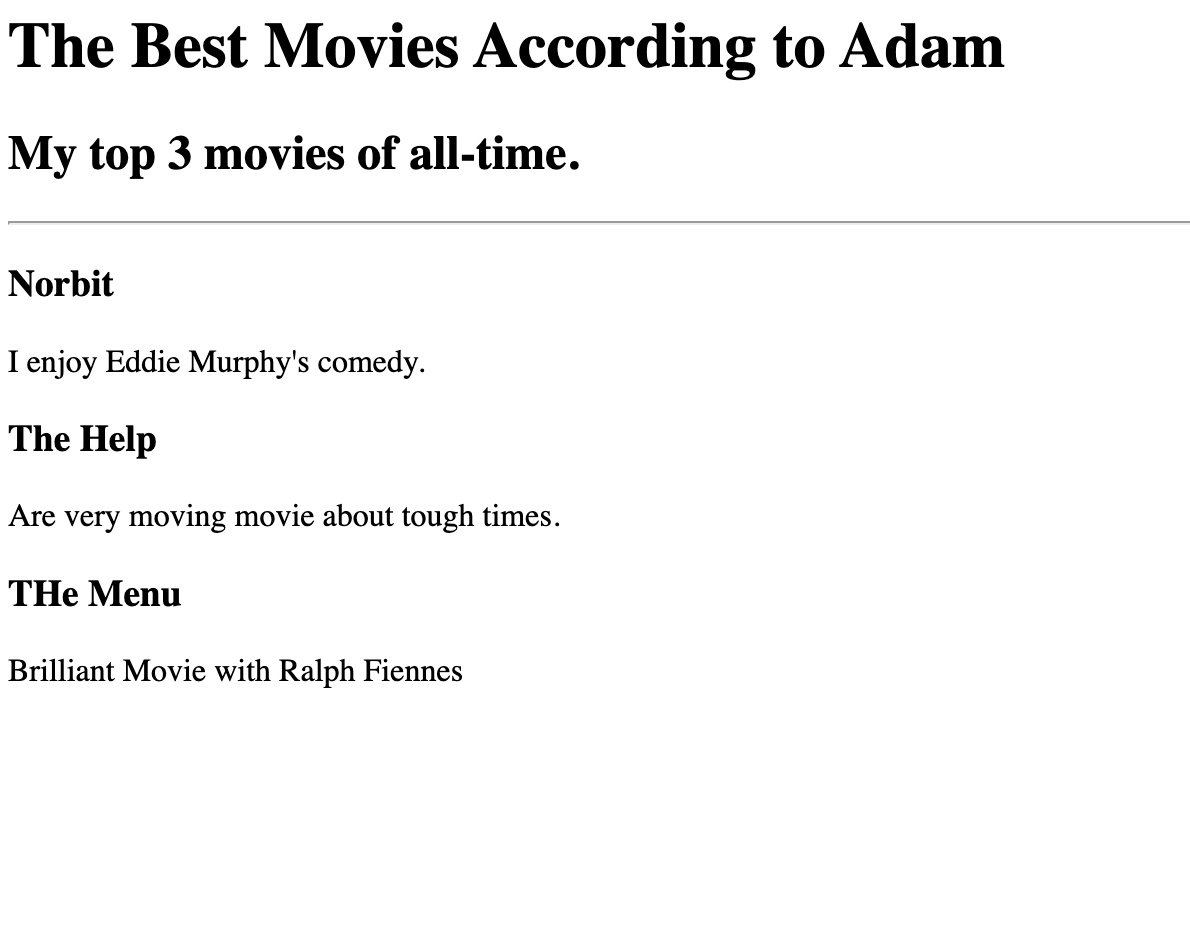 The Best Movies According to Adam
My top 3 movies of all-time.
Norbit
I enjoy Eddie Murphy's comedy.
The Help
Are very moving movie about tough times.
THe Menu
Brilliant Movie with Ralph Fiennes